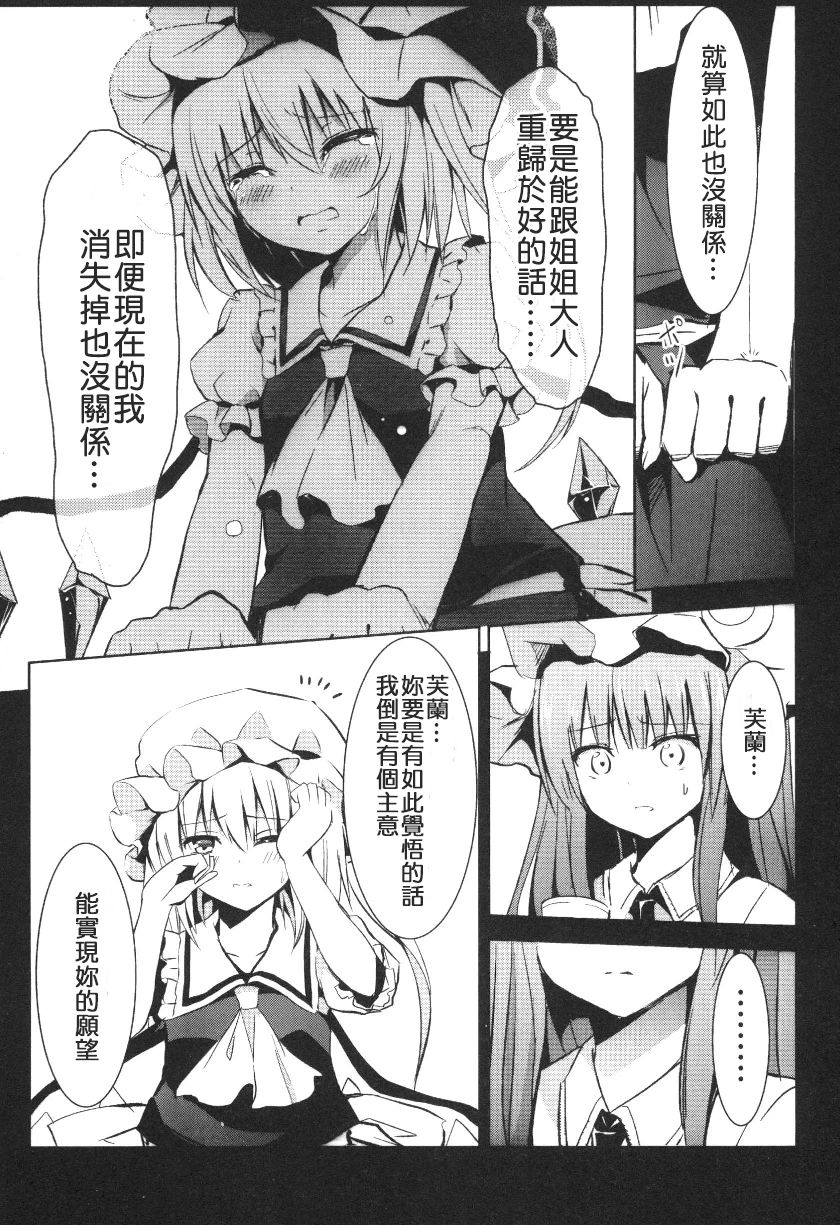 就算如此也沒關係…
ポッ
要是能跟姐姐大人
重歸於好的話……
即便現在的我
消失掉也沒關係…
芙蘭…
………
芙蘭…
妳要是有如此覺悟的話
我倒是有個主意
能實現妳的願望